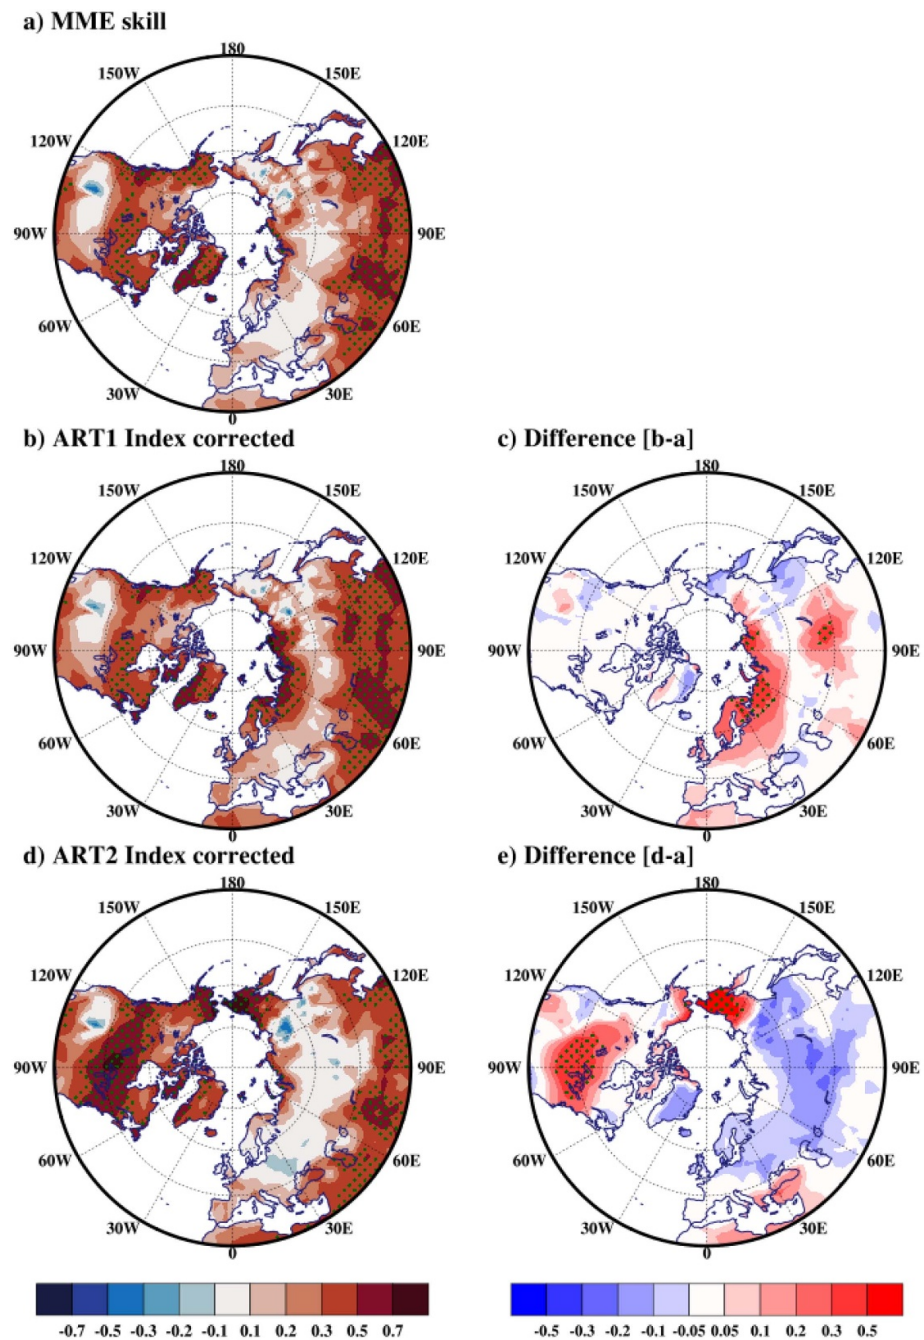 a) MME skill
180
150W 150E
120W 120E
90W 90E
60W 60E
30W 30E
0
b) ART1 Index corrected
180
150W 150E
120W 120E
90W 90E
60W 60E
30W 30E
0
c) Difference [b-a]
180
150W 150E
120W 120E
90W 90E
60W 60E
30W 30E
0
d) ART2 Index corrected
180
150W 150E
120W 120E
90W 90E
60W 60E
30W 30E
0
e) Difference [d-a]
180
150W 150E
120W 120E
90W 90E
60W 60E
30W 30E
0
-0.7 -0.5 -0.3 -0.2 -0.1 0.1 0.2 0.3 0.5 0.7
-0.5 -0.3 -0.2 -0.1 -0.05 0.05 0.1 0.2 0.3 0.5